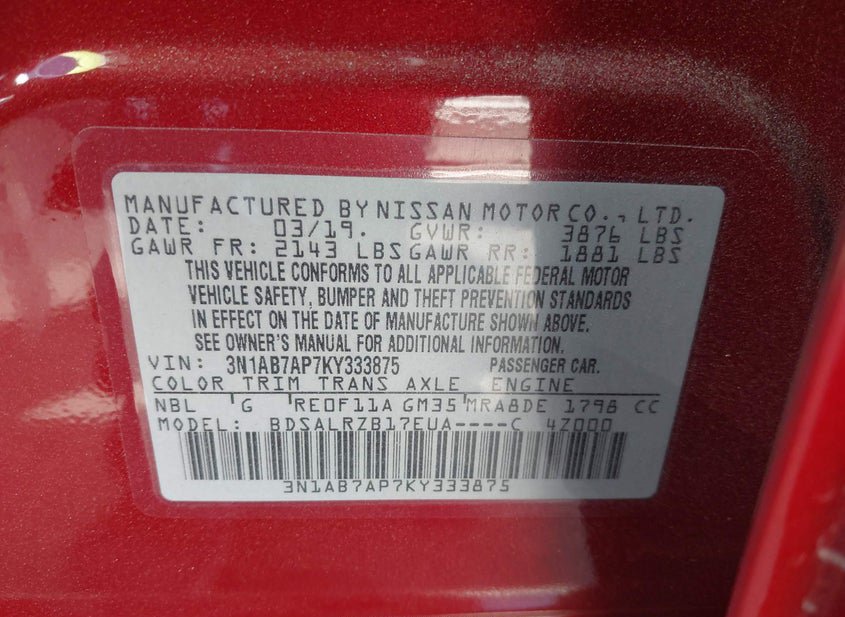 MANUFACTURED BY NISSAN MOTOR CO., LTD.
DATE: 03/19. GVWR: 3876 LBS
GAWR FR: 2143 LBS GAWR RR: 1881 LBS
THIS VEHICLE CONFORMS TO ALL APPLICABLE FEDERAL MOTOR
VEHICLE SAFETY, BUMPER AND THEFT PREVENTION STANDARDS
IN EFFECT ON THE DATE OF MANUFACTURE SHOWN ABOVE.
SEE OWNER'S MANUAL FOR ADDITIONAL INFORMATION.
VIN: 3N1AB7AP7KY333875 PASSENGER CAR.
COLOR TRIM TRANS AXLE ENGINE
NBL G RE0F11A GM35 MRA8DE 1798 CC
MODEL: BDSALRZB17EUA----C 4Z000
3N1AB7AP7KY333875